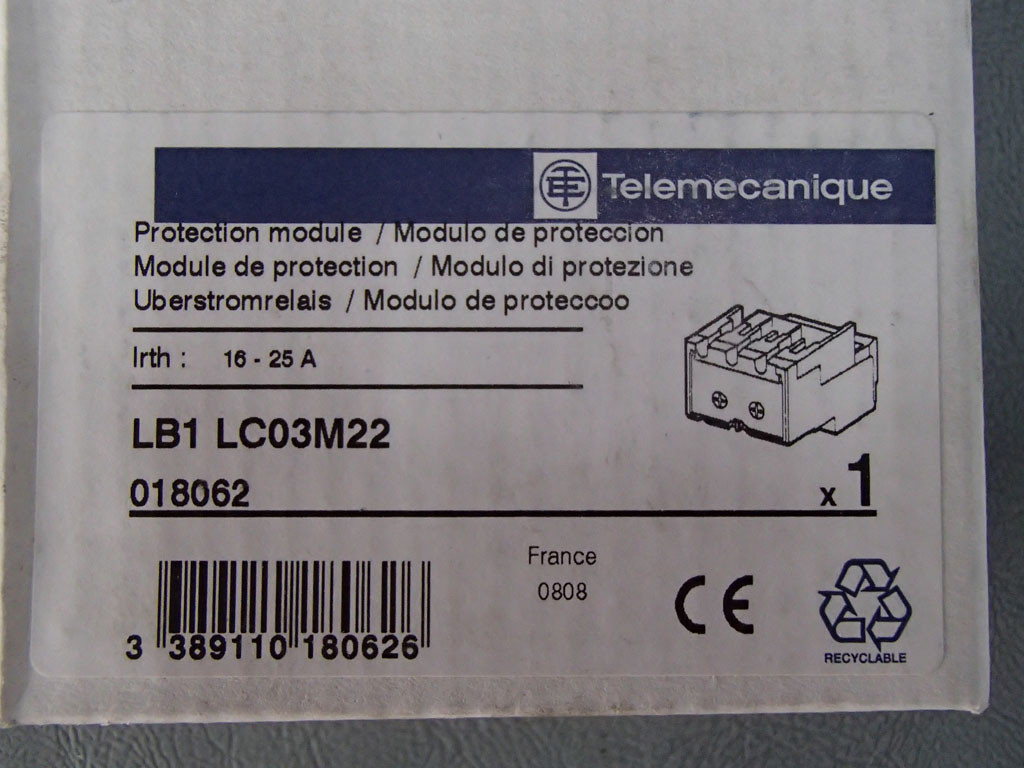 Telemecanique
Protection module / Modulo de proteccion
Module de protection / Modulo di protezione
Uberstromrelais / Modulo de proteccoo
Irth : 16 - 25 A
LB1 LC03M22
018062
x 1
France
0808
CE
3 389110 180626
RECYCLABLE